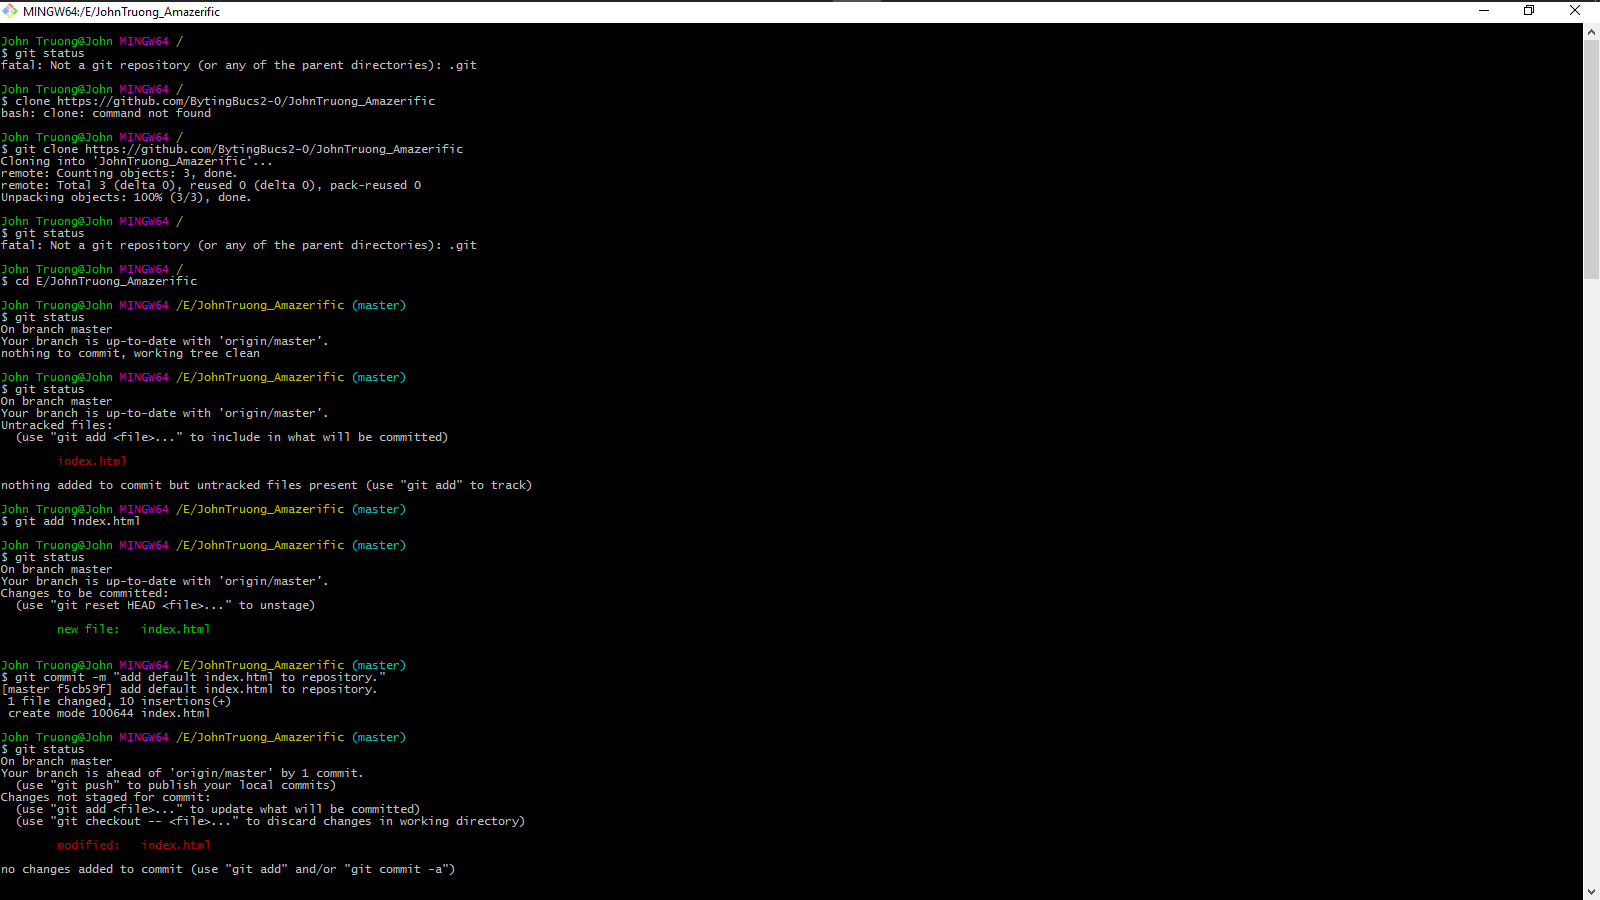 MINGW64:/E/JohnTruong_Amazerific
John Truong@John MINGW64 /
$ git status
fatal: Not a git repository (or any of the parent directories): .git
John Truong@John MINGW64 /
$ clone https://github.com/BytingBucs2-0/JohnTruong_Amazerific
bash: clone: command not found
John Truong@John MINGW64 /
$ git clone https://github.com/BytingBucs2-0/JohnTruong_Amazerific
Cloning into 'JohnTruong_Amazerific'...
remote: Counting objects: 3, done.
remote: Total 3 (delta 0), reused 0 (delta 0), pack-reused 0
Unpacking objects: 100% (3/3), done.
John Truong@John MINGW64 /
$ git status
fatal: Not a git repository (or any of the parent directories): .git
John Truong@John MINGW64 /
$ cd E/JohnTruong_Amazerific
John Truong@John MINGW64 /E/JohnTruong_Amazerific (master)
$ git status
On branch master
Your branch is up-to-date with 'origin/master'.
nothing to commit, working tree clean
John Truong@John MINGW64 /E/JohnTruong_Amazerific (master)
$ git status
On branch master
Your branch is up-to-date with 'origin/master'.
Untracked files:
  (use "git add <file>..." to include in what will be committed)
        index.html
nothing added to commit but untracked files present (use "git add" to track)
John Truong@John MINGW64 /E/JohnTruong_Amazerific (master)
$ git add index.html
John Truong@John MINGW64 /E/JohnTruong_Amazerific (master)
$ git status
On branch master
Your branch is up-to-date with 'origin/master'.
Changes to be committed:
  (use "git reset HEAD <file>..." to unstage)
        new file:   index.html
John Truong@John MINGW64 /E/JohnTruong_Amazerific (master)
$ git commit -m "add default index.html to repository."
[master f5cb59f] add default index.html to repository.
 1 file changed, 10 insertions(+)
 create mode 100644 index.html
John Truong@John MINGW64 /E/JohnTruong_Amazerific (master)
$ git status
On branch master
Your branch is ahead of 'origin/master' by 1 commit.
  (use "git push" to publish your local commits)
Changes not staged for commit:
  (use "git add <file>..." to update what will be committed)
  (use "git checkout -- <file>..." to discard changes in working directory)
        modified:   index.html
no changes added to commit (use "git add" and/or "git commit -a")